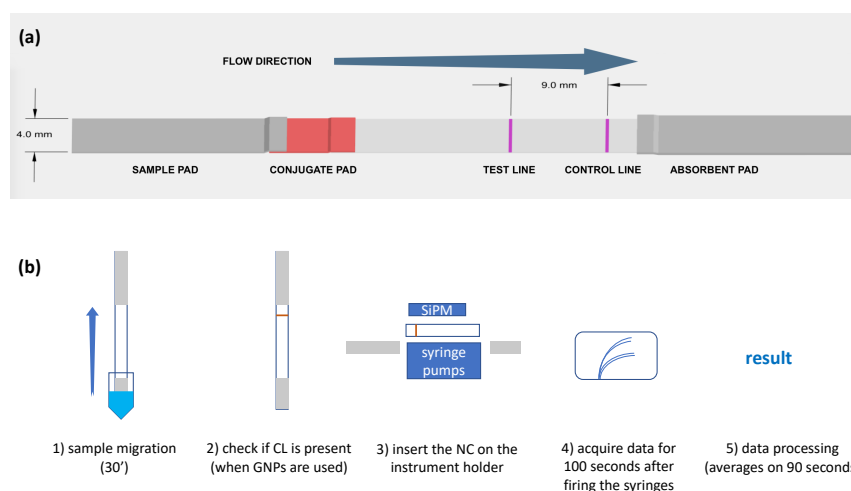 (a)
FLOW DIRECTION
9.0 mm
4.0 mm
SAMPLE PAD
CONJUGATE PAD
TEST LINE
CONTROL LINE
ABSORBENT PAD
(b)
SiPM
syringe
pumps
result
1) sample migration
(30')
2) check if CL is present
(when GNPs are used)
3) insert the NC on the
instrument holder
4) acquire data for
100 seconds after
firing the syringes
5) data processing
(averages on 90 second